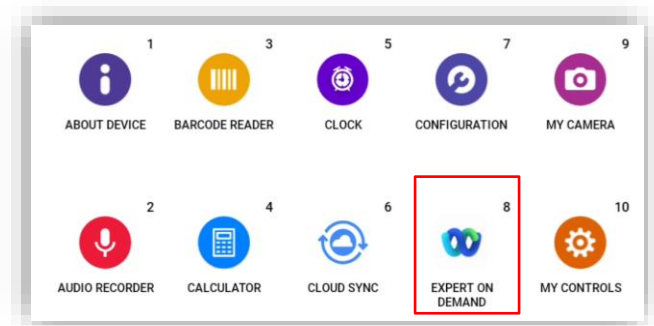 1 3 5 7 9
ABOUT DEVICE BARCODE READER CLOCK CONFIGURATION MY CAMERA
2 4 6 8 10
AUDIO RECORDER CALCULATOR CLOUD SYNC EXPERT ON MY CONTROLS
DEMAND